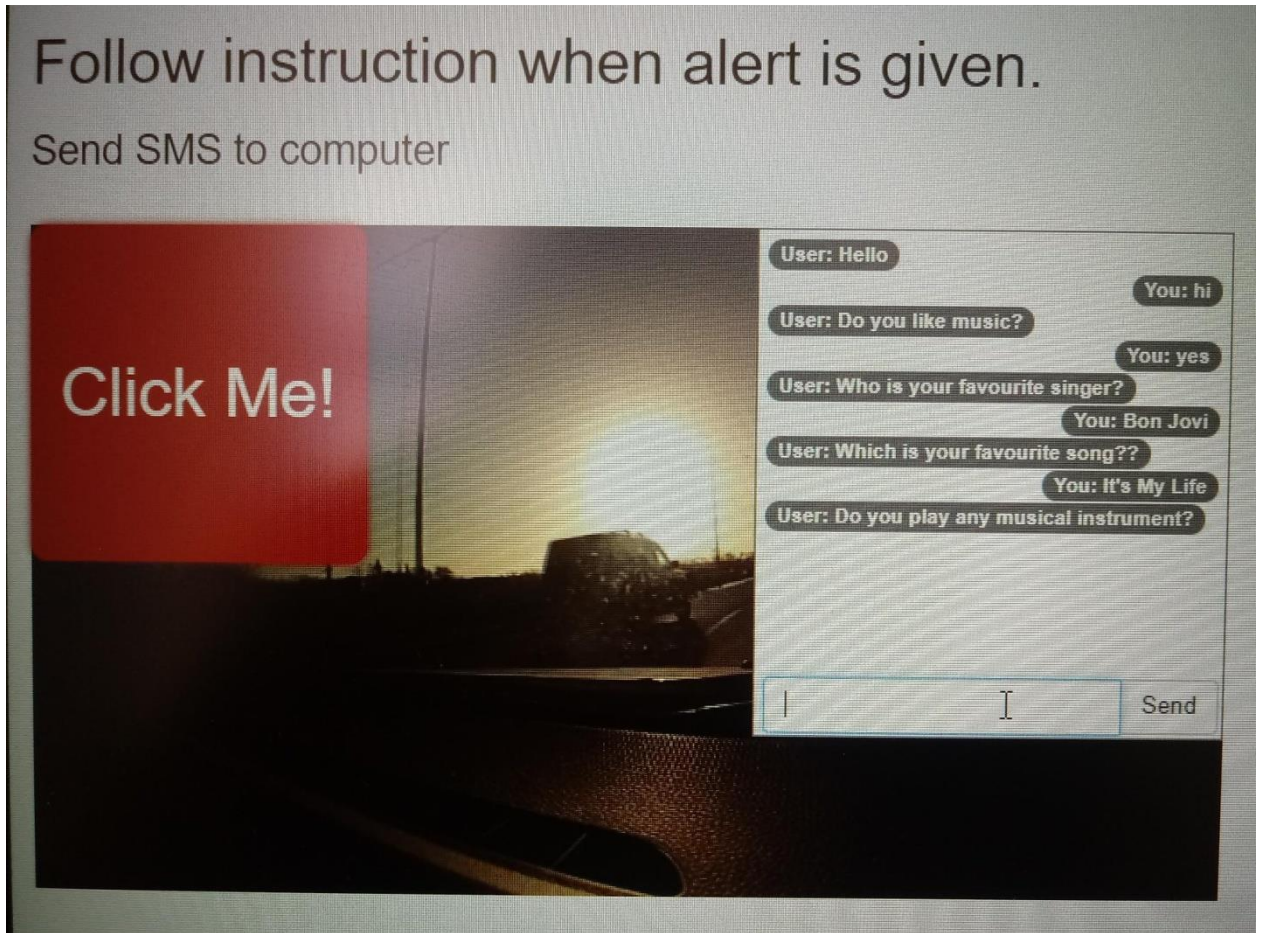 Follow instruction when alert is given.
Send SMS to computer
Click Me!
User: Hello
You: hi
User: Do you like music?
You: yes
User: Who is your favourite singer?
You: Bon Jovi
User: Which is your favourite song??
You: It's My Life
User: Do you play any musical instrument?
Send